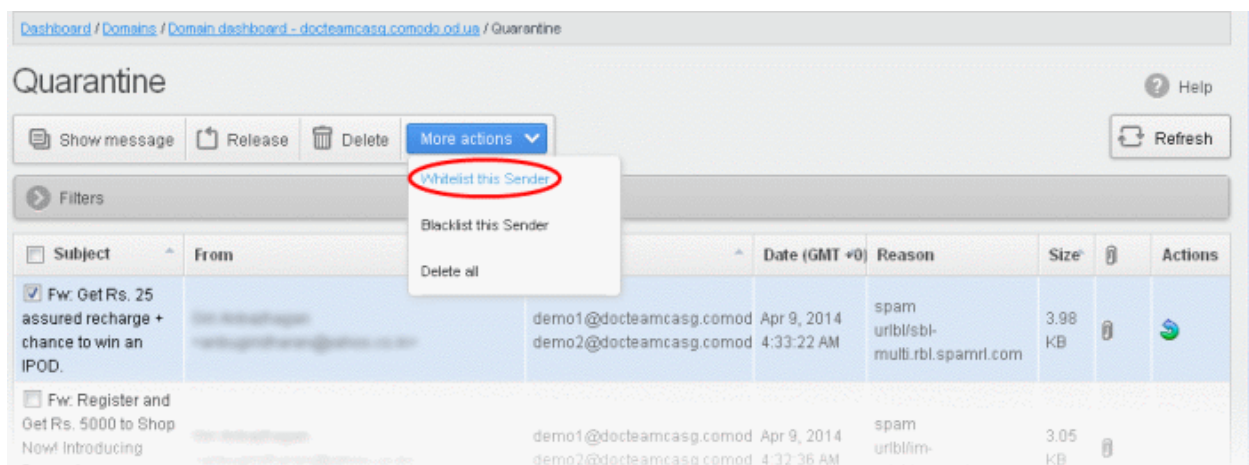 Dashboard / Domains / Domain dashboard - docteamcasg.comodo.od.ua / Quarantine
Quarantine
Help
Show message
Release
Delete
More actions
Refresh
Whitelist this Sender
Filters
Blacklist this Sender
Delete all
Subject
From
Date (GMT +0)
Reason
Size
Actions
Fw: Get Rs. 25
assured recharge +
chance to win an
IPOD.
demo1@docteamcasg.comod
demo2@docteamcasg.comod
Apr 9, 2014
4:33:22 AM
spam
urlbl/sbl-
multi.rbl.spamrl.com
3.98
KB
Fw: Register and
Get Rs. 5000 to Shop
Now! Introducing
demo1@docteamcasg.comod
demo2@docteamcasg.comod
Apr 9, 2014
4:32:36 AM
spam
urlbl/im-
3.05
KB